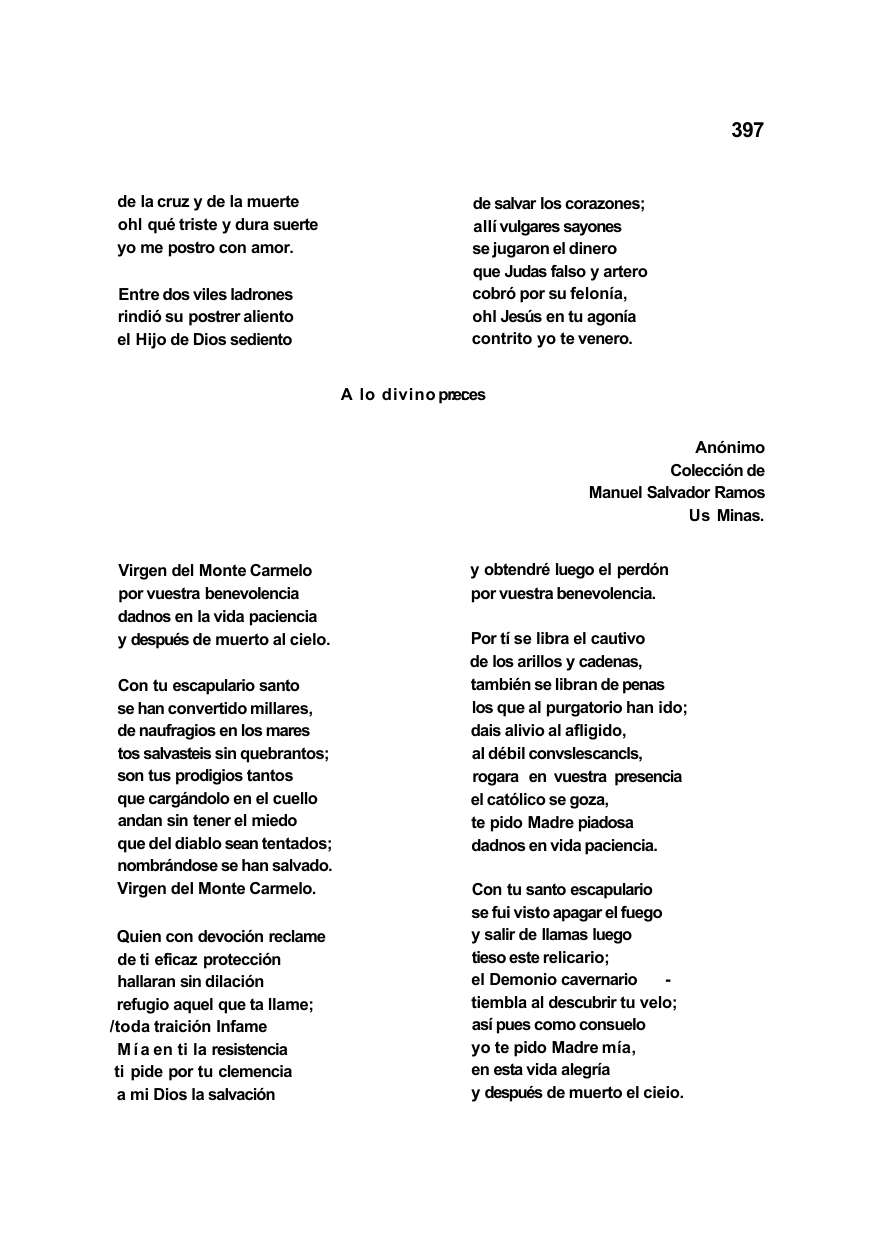 397
de la cruz y de la muerte
ohl qué triste y dura suerte
yo me postro con amor.
Entre dos viles ladrones
rindió su postrer aliento
el Hijo de Dios sediento
de salvar los corazones;
allí vulgares sayones
se jugaron el dinero
que Judas falso y artero
cobró por su felonía,
ohl Jesús en tu agonía
contrito yo te venero.
A lo divino preces
Anónimo
Colección de
Manuel Salvador Ramos
Us Minas.
Virgen del Monte Carmelo
por vuestra benevolencia
dadnos en la vida paciencia
y después de muerto al cielo.
Con tu escapulario santo
se han convertido millares,
de naufragios en los mares
tos salvasteis sin quebrantos;
son tus prodigios tantos
que cargándolo en el cuello
andan sin tener el miedo
que del diablo sean tentados;
nombrándose se han salvado.
Virgen del Monte Carmelo.
Quien con devoción reclame
de ti eficaz protección
hallaran sin dilación
refugio aquel que ta llame;
/toda traición Infame
Mía en ti la resistencia
ti pide por tu clemencia
a mi Dios la salvación
y obtendré luego el perdón
por vuestra benevolencia.
Por tí se libra el cautivo
de los arillos y cadenas,
también se libran de penas
los que al purgatorio han ido;
dais alivio al afligido,
al débil convslescancls,
rogara en vuestra presencia
el católico se goza,
te pido Madre piadosa
dadnos en vida paciencia.
Con tu santo escapulario
se fui visto apagar el fuego
y salir de llamas luego
tieso este relicario;
el Demonio cavernario -
tiembla al descubrir tu velo;
así pues como consuelo
yo te pido Madre mía,
en esta vida alegría
y después de muerto el cieio.